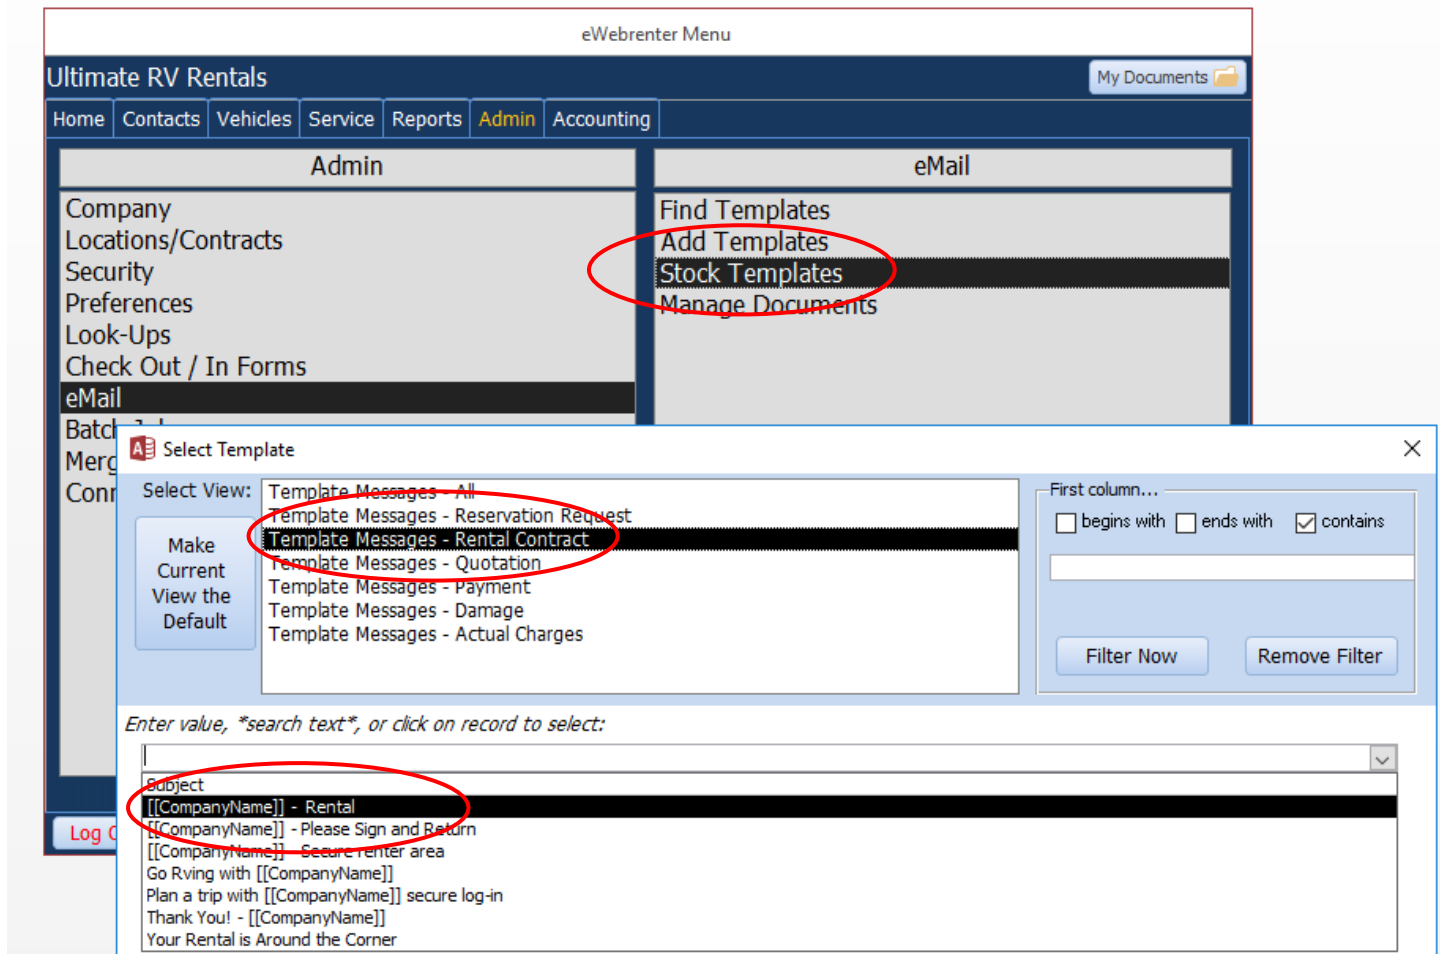 eWebrenter Menu
Ultimate RV Rentals
My Documents
Home Contacts Vehicles Service Reports Admin Accounting
Admin
Company
Locations/Contracts
Security
Preferences
Look-Ups
Check Out / In Forms
eMail
eMail
Find Templates
Add Templates
Stock Templates
Manage Documents
Select Template
Select View:
Make
Current
View the
Default
Template Messages - All
Template Messages - Reservation Request
Template Messages - Rental Contract
Template Messages - Quotation
Template Messages - Payment
Template Messages - Damage
Template Messages - Actual Charges
First column...
begins with ends with contains
Filter Now Remove Filter
Enter value, *search text*, or click on record to select:
Subject
[[CompanyName]] - Rental
[[CompanyName]] - Please Sign and Return
[[CompanyName]] - Secure renter area
Go Rving with [[CompanyName]]
Plan a trip with [[CompanyName]] secure log-in
Thank You! - [[CompanyName]]
Your Rental is Around the Corner
Log